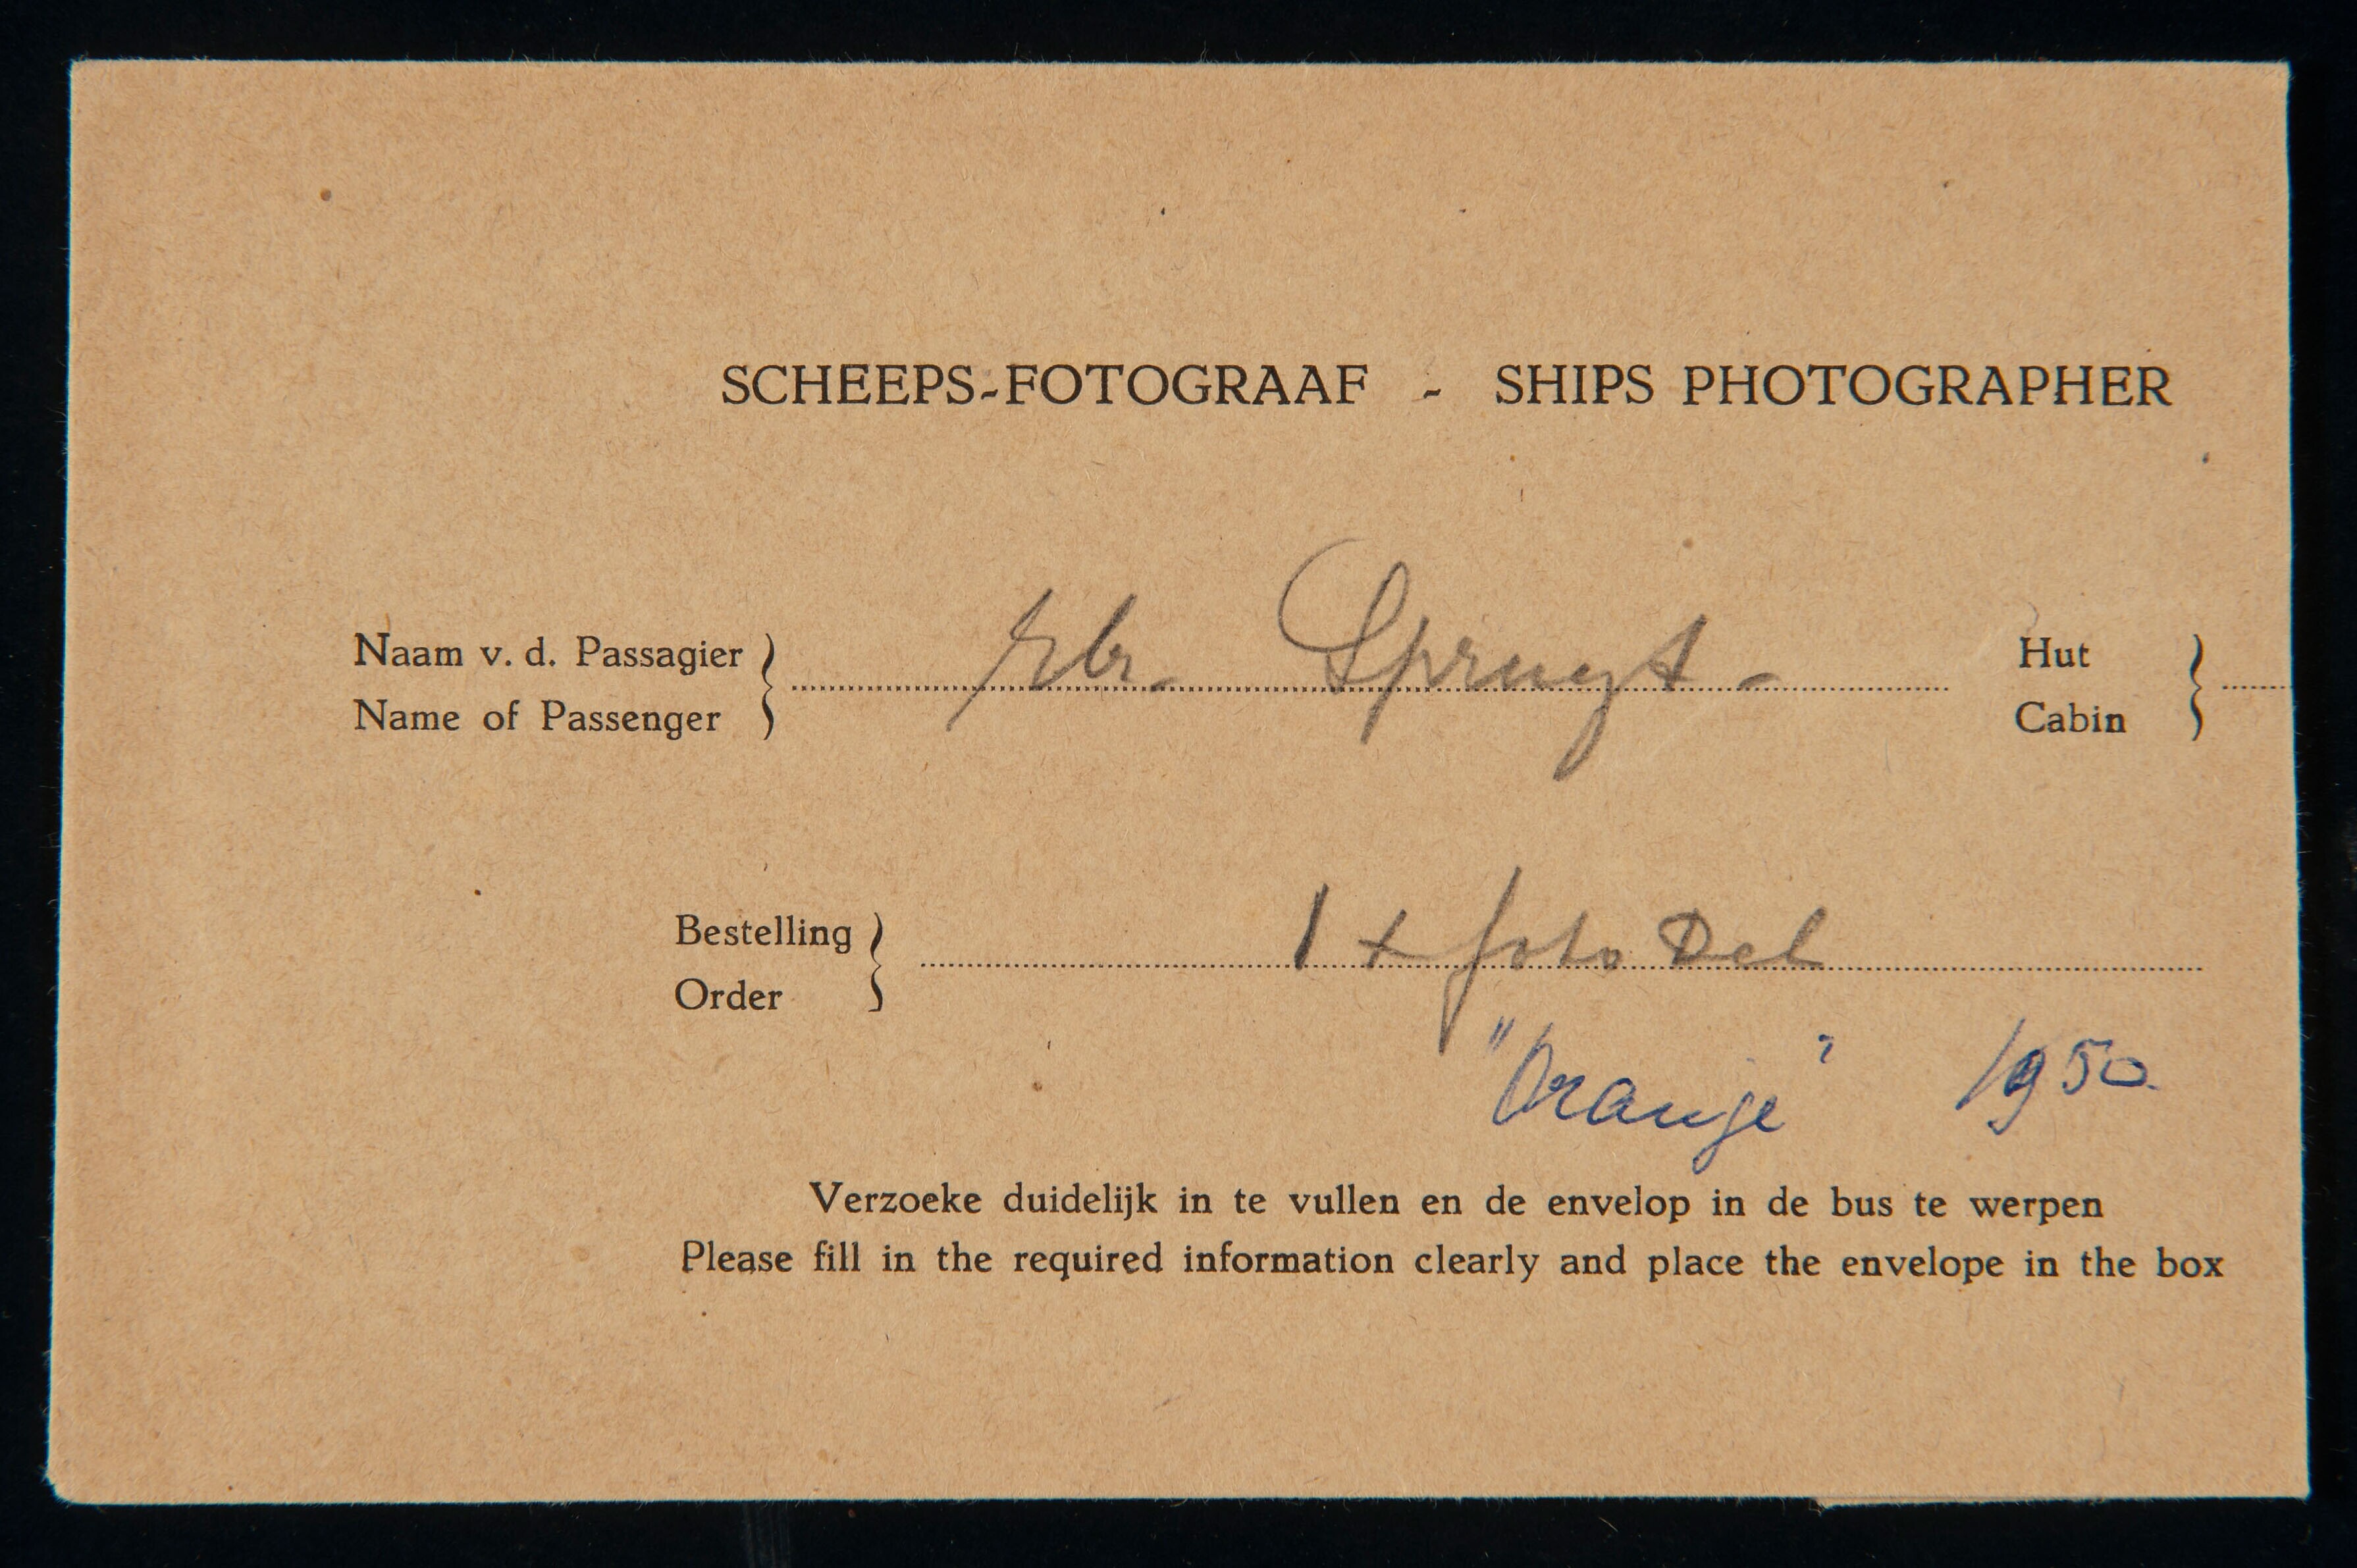 SCHEEPS-FOTOGRAAF - SHIPS PHOTOGRAPHER
Naam v. d. Passagier Spruyt - Hut
Name of Passenger Cabin
Bestelling 1 x foto
Order
"Oranje" 1950.
Verzoeke duidelijk in te vullen en de envelop in de bus te werpen
Please fill in the required information clearly and place the envelope in the box